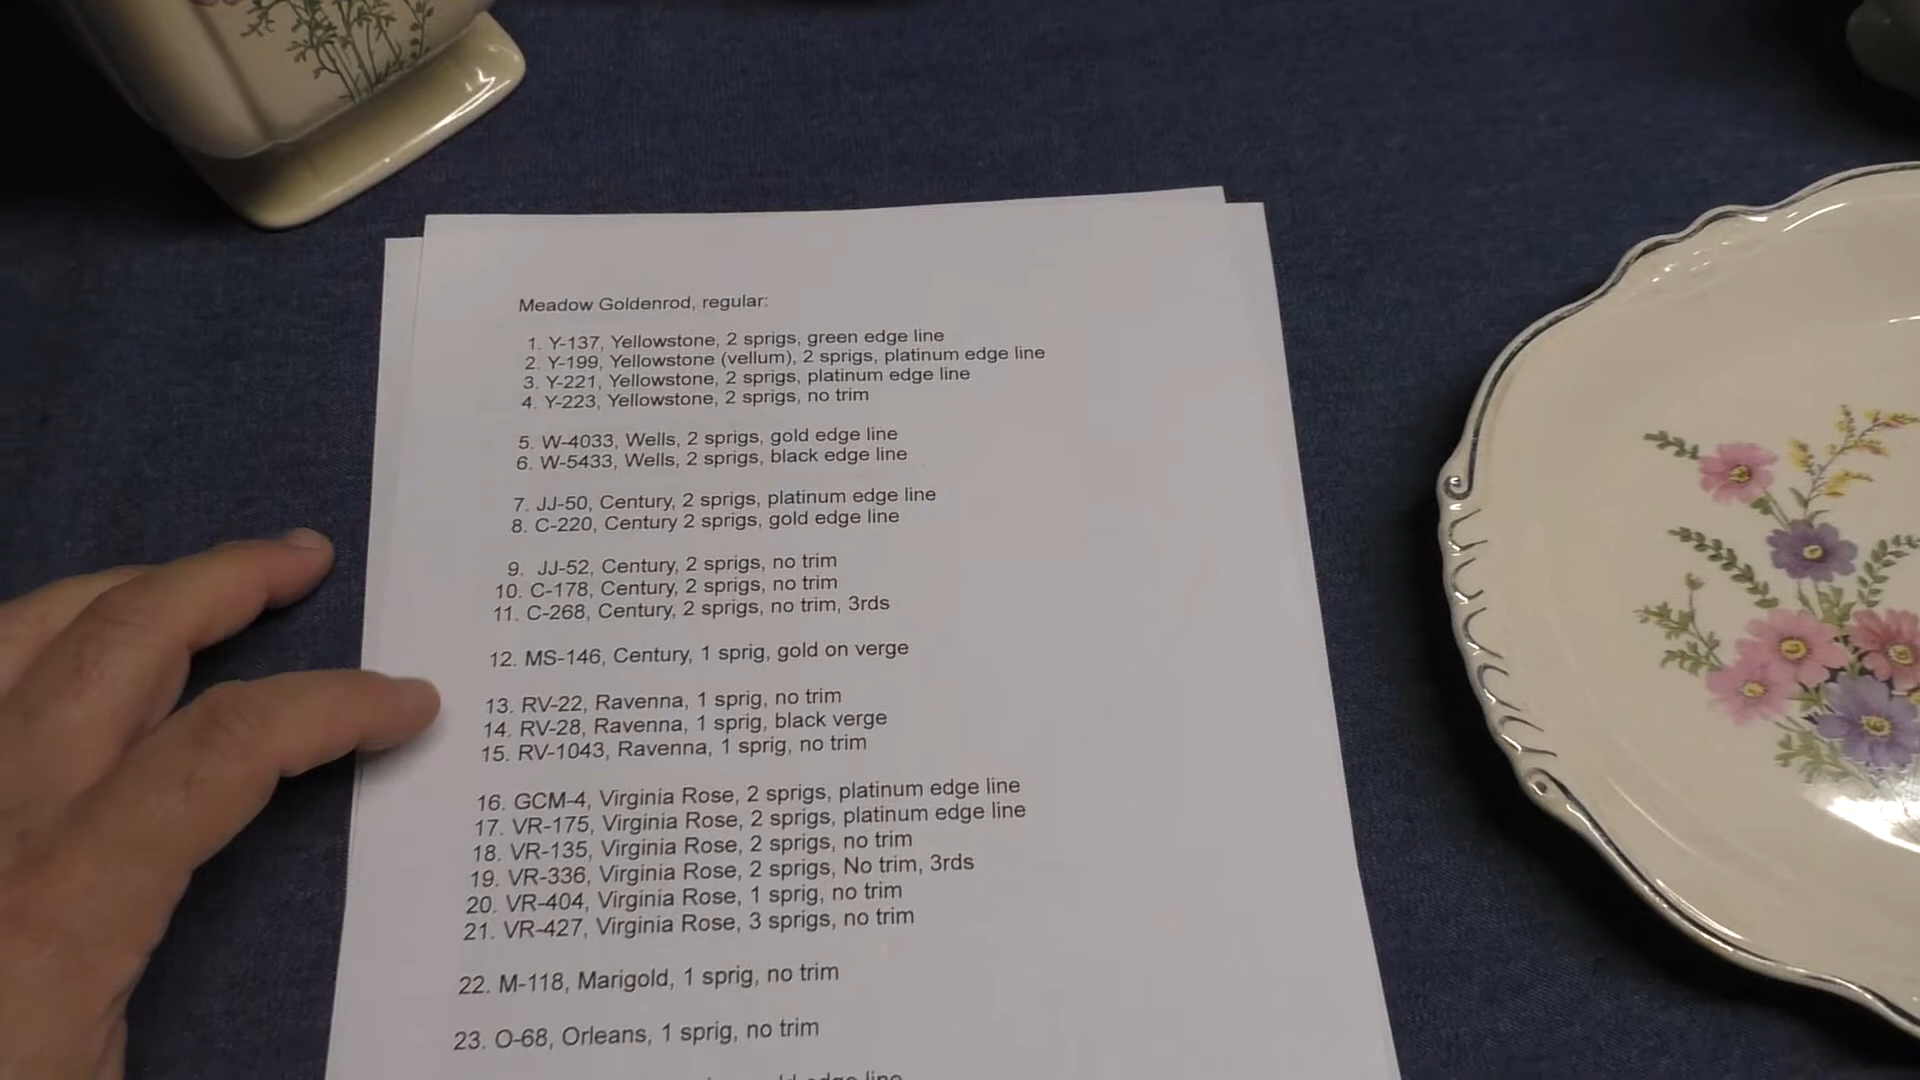 Meadow Goldenrod, regular:
1. Y-137, Yellowstone, 2 sprigs, green edge line
2. Y-199, Yellowstone (vellum), 2 sprigs, platinum edge line
3. Y-221, Yellowstone, 2 sprigs, platinum edge line
4. Y-223, Yellowstone, 2 sprigs, no trim
5. W-4033, Wells, 2 sprigs, gold edge line
6. W-5433, Wells, 2 sprigs, black edge line
7. JJ-50, Century, 2 sprigs, platinum edge line
8. C-220, Century 2 sprigs, gold edge line
9. JJ-52, Century, 2 sprigs, no trim
10. C-178, Century, 2 sprigs, no trim
11. C-268, Century, 2 sprigs, no trim, 3rds
12. MS-146, Century, 1 sprig, gold on verge
13. RV-22, Ravenna, 1 sprig, no trim
14. RV-28, Ravenna, 1 sprig, black verge
15. RV-1043, Ravenna, 1 sprig, no trim
16. GCM-4, Virginia Rose, 2 sprigs, platinum edge line
17. VR-175, Virginia Rose, 2 sprigs, platinum edge line
18. VR-135, Virginia Rose, 2 sprigs, no trim
19. VR-336, Virginia Rose, 2 sprigs, No trim, 3rds
20. VR-404, Virginia Rose, 1 sprig, no trim
21. VR-427, Virginia Rose, 3 sprigs, no trim
22. M-118, Marigold, 1 sprig, no trim
23. O-68, Orleans, 1 sprig, no trim
edge line